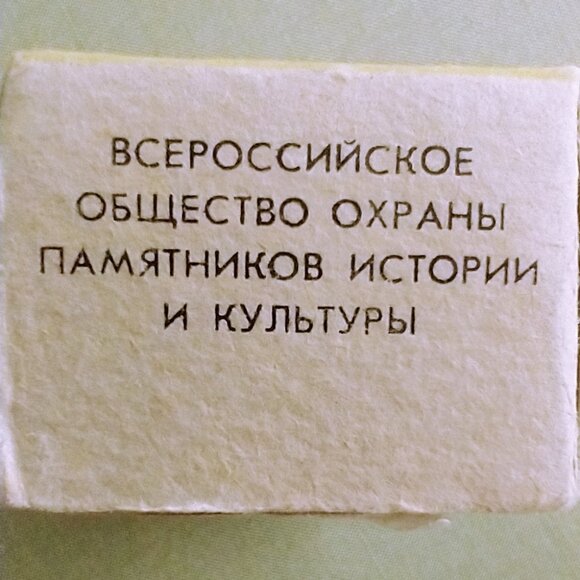 ВСЕРОССИЙСКОЕ
ОБЩЕСТВО ОХРАНЫ
ПАМЯТНИКОВ ИСТОРИИ
И КУЛЬТУРЫ